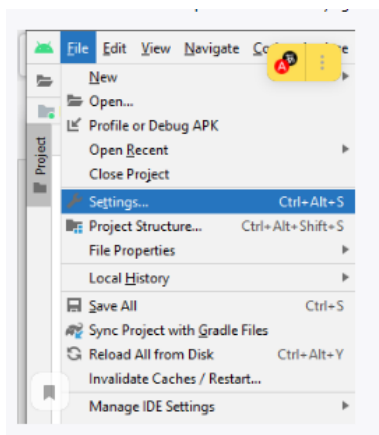 File Edit View Navigate
New
Open...
Profile or Debug APK
Open Recent
Close Project
Settings... Ctrl+Alt+S
Project Structure... Ctrl+Alt+Shift+S
File Properties
Local History
Save All Ctrl+S
Sync Project with Gradle Files
Reload All from Disk Ctrl+Alt+Y
Invalidate Caches / Restart...
Manage IDE Settings
Project
A